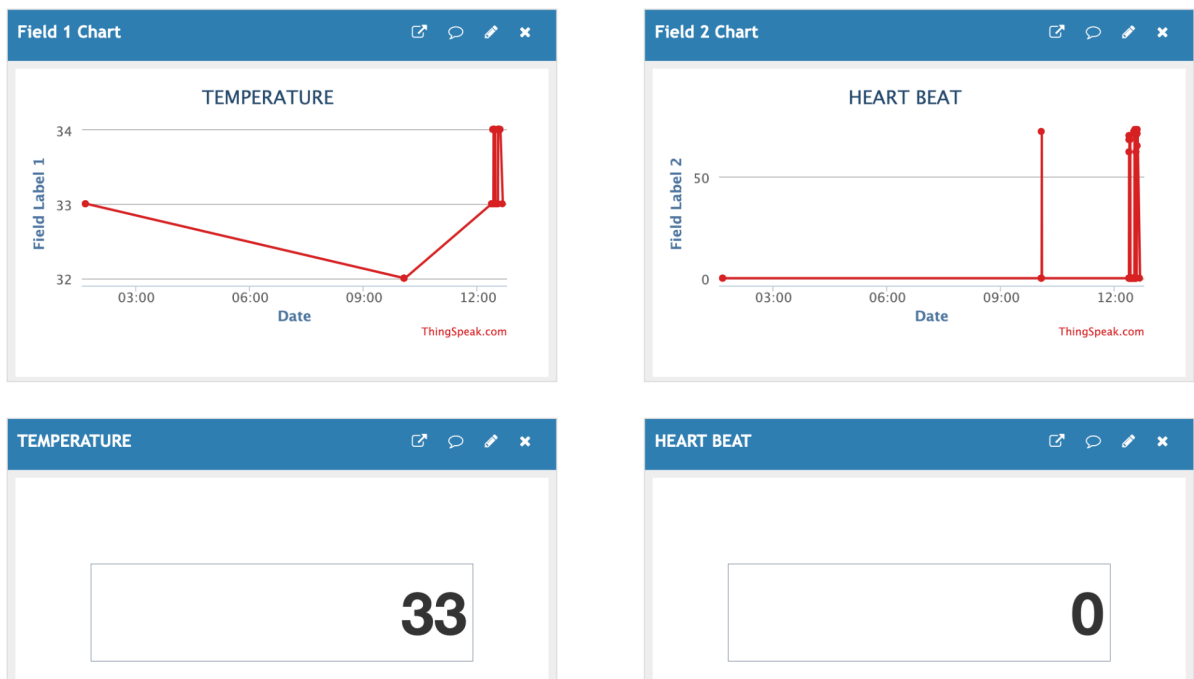 Field 1 Chart
TEMPERATURE
Field Label 1
34
33
32
03:00 06:00 09:00 12:00
Date
ThingSpeak.com
Field 2 Chart
HEART BEAT
Field Label 2
50
0
03:00 06:00 09:00 12:00
Date
ThingSpeak.com
TEMPERATURE
33
HEART BEAT
0